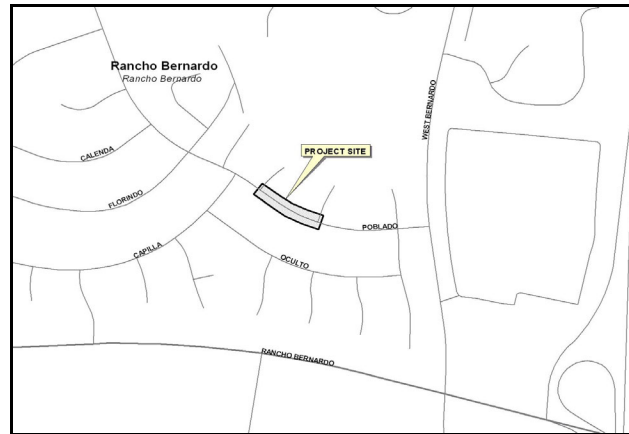 Rancho Bernardo
Rancho Bernardo
WEST BERNARDO
CALENDA
PROJECT SITE
FLORINDO
POBLADO
CAPILLA
OCULTO
RANCHO BERNARDO